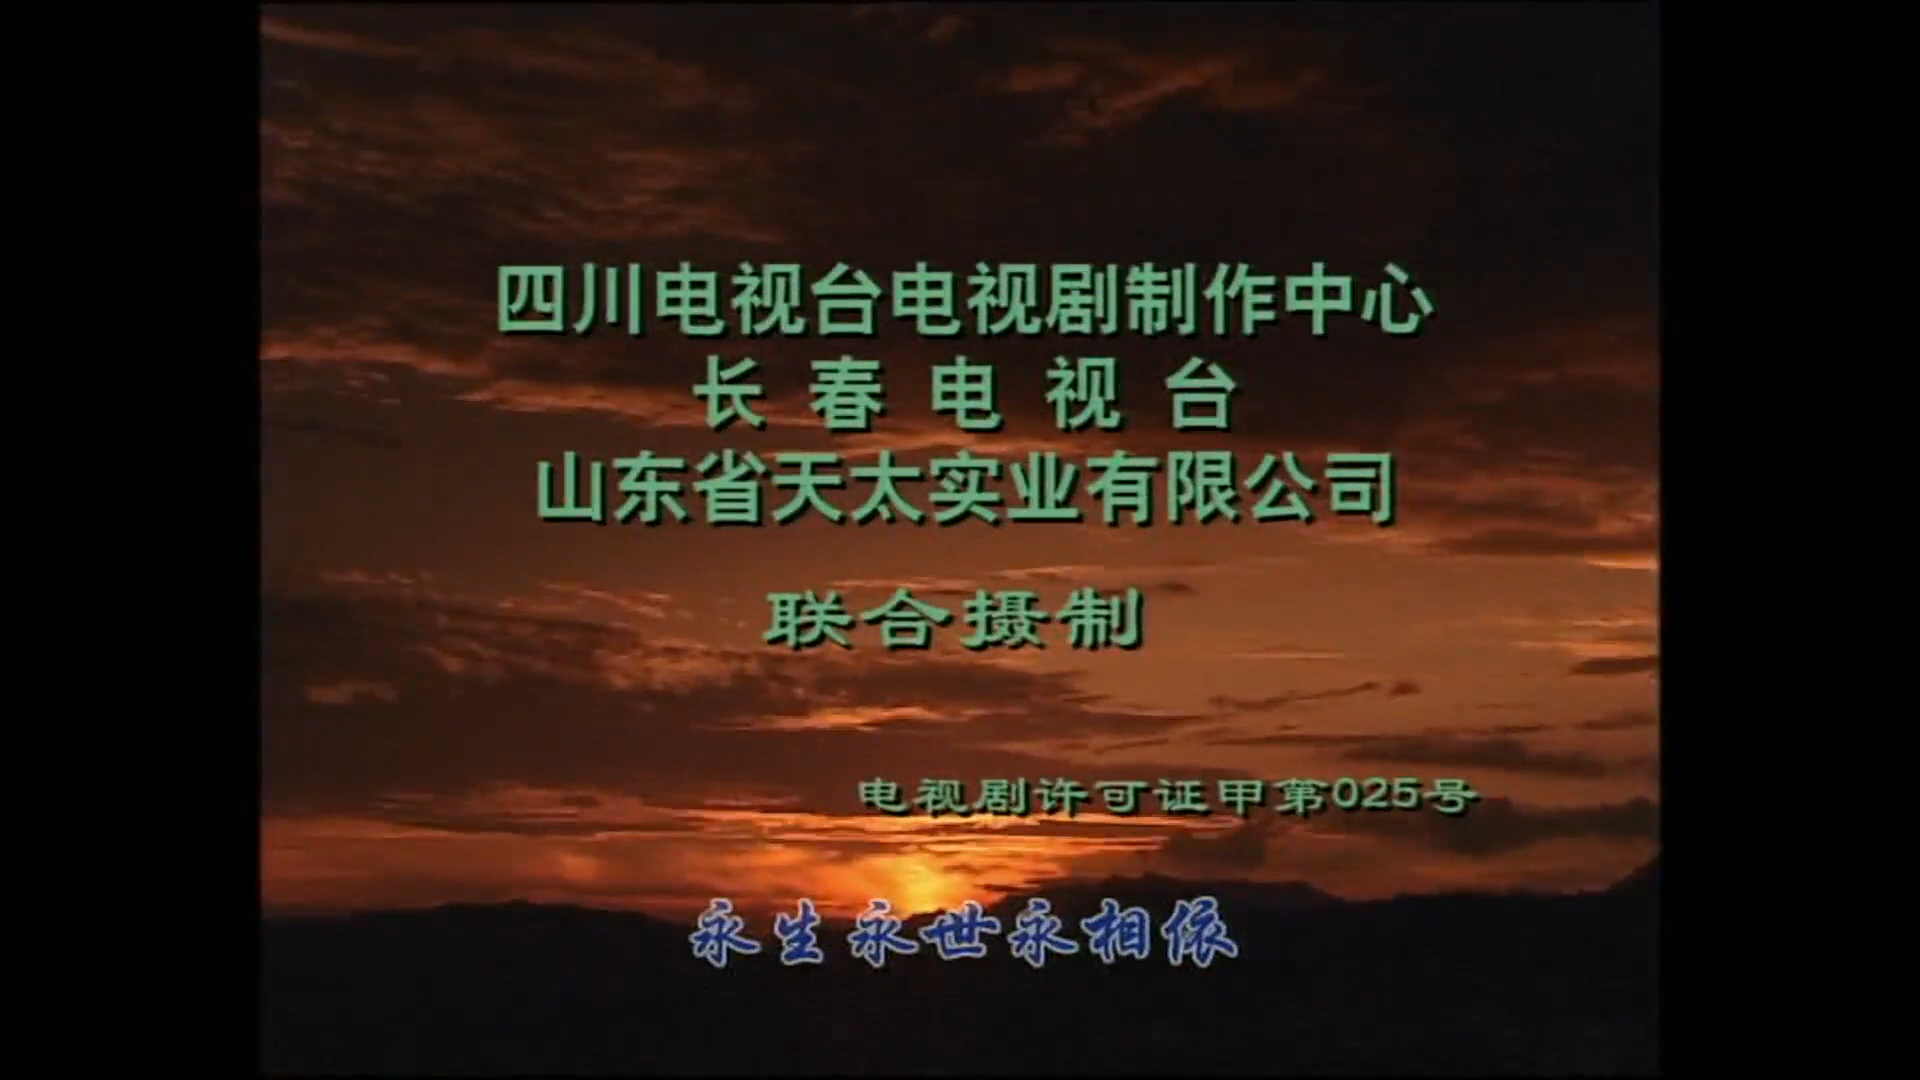 四川电视台电视剧制作中心
长春电视台
山东省天太实业有限公司
联合摄制
电视剧许可证甲第025号
永生永世永相依